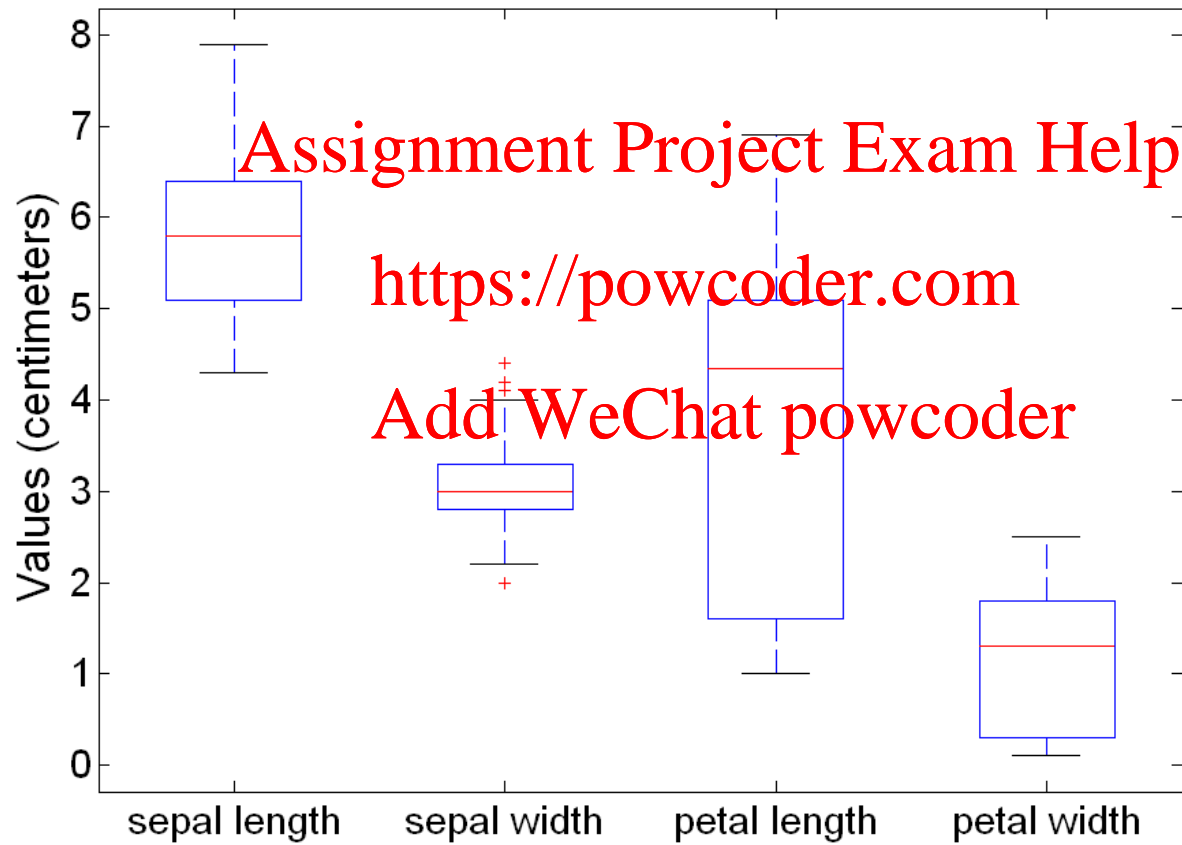 8
7
6
5
4
3
2
1
0
Values (centimeters)
Assignment Project Exam Help
https://powcoder.com
Add WeChat powcoder
sepal length sepal width petal length petal width